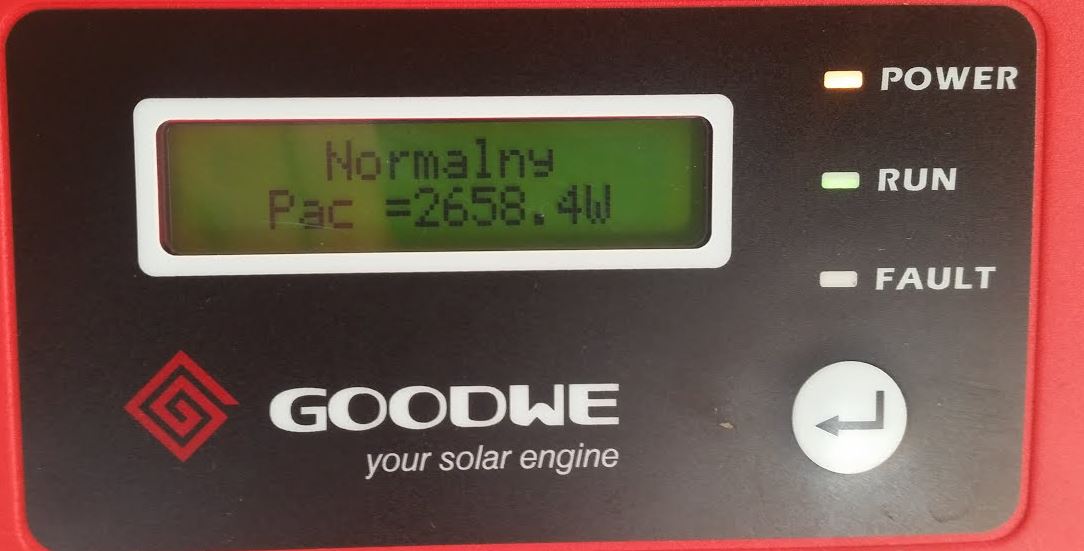 POWER
Normalny
Pac =2658.4W
RUN
FAULT
GOODWE
your solar engine